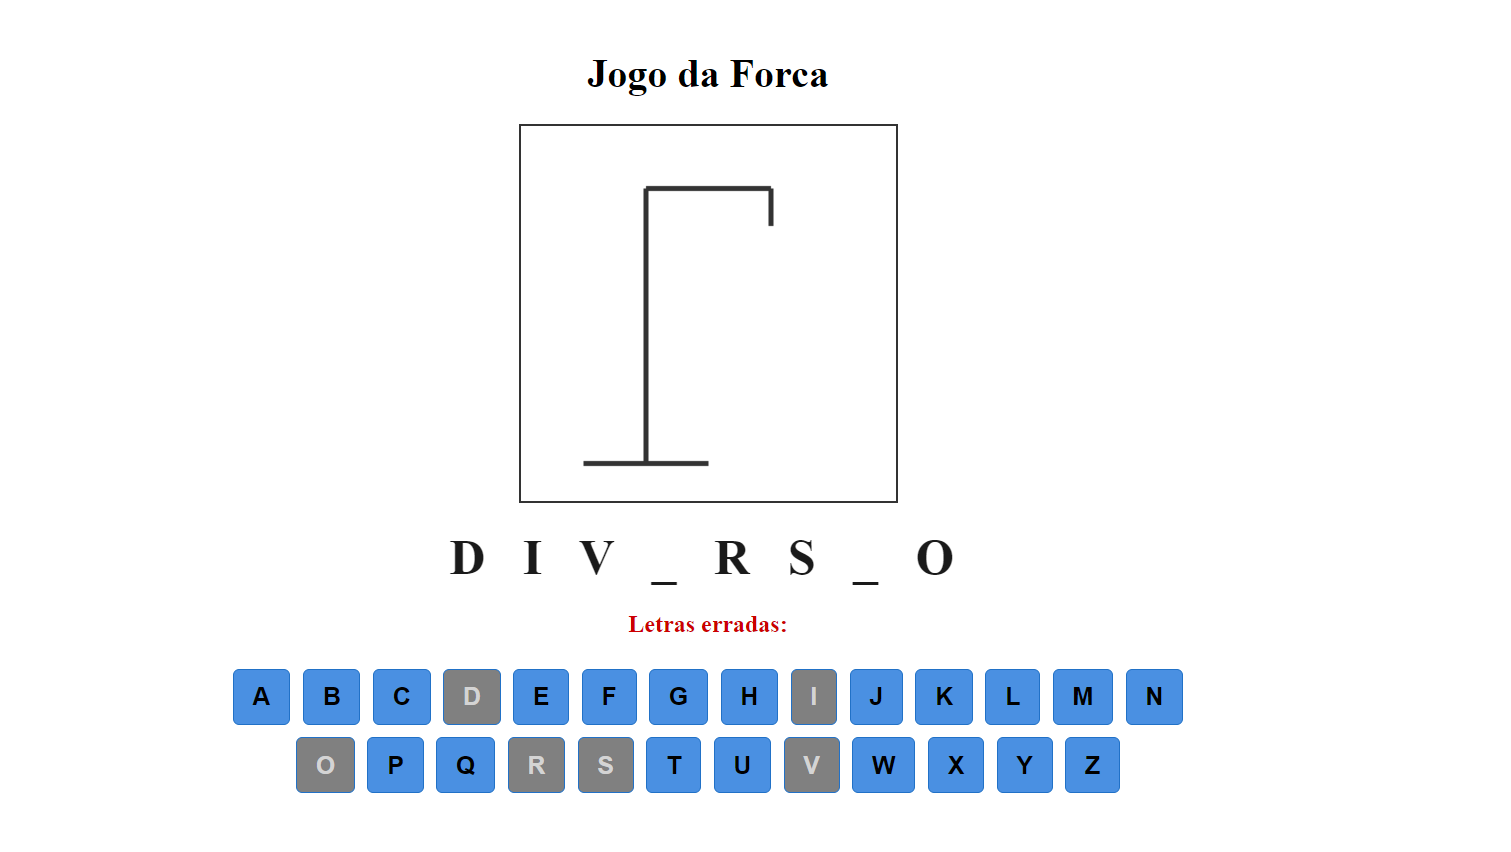 Jogo da Forca
D I V _ R S _ O
Letras erradas:
A B C D E F G H I J K L M N
O P Q R S T U V W X Y Z